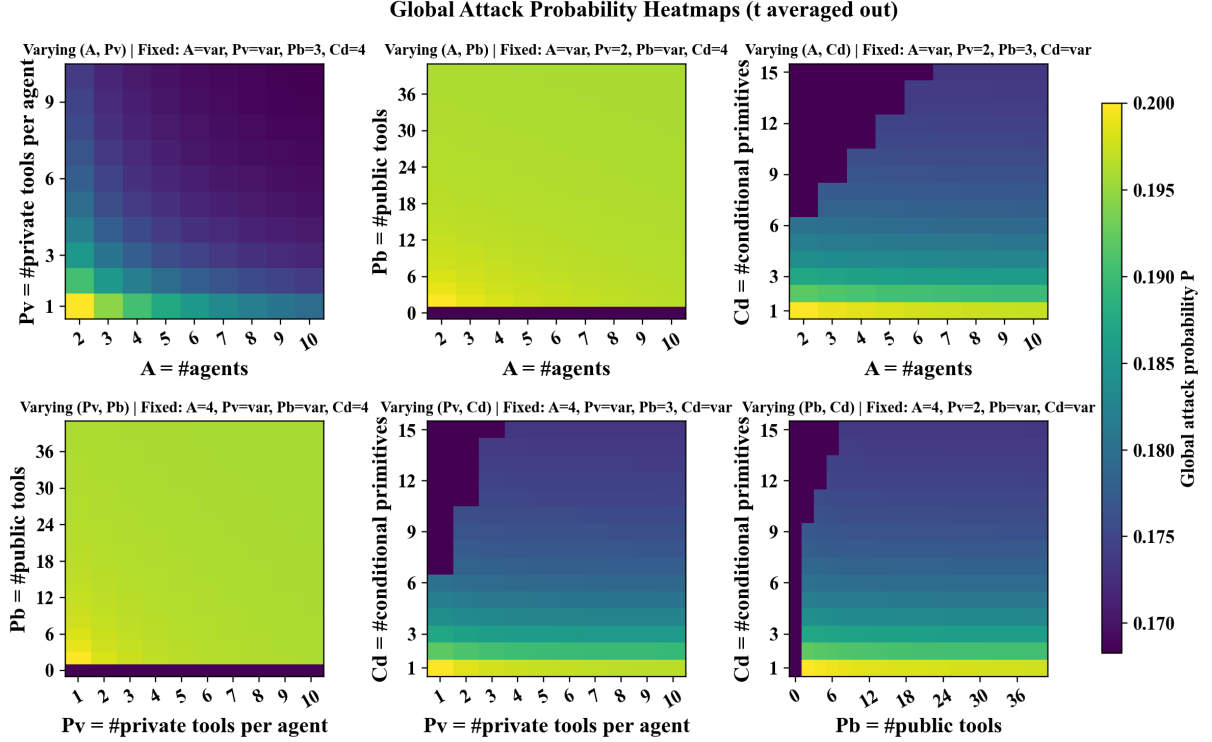 Global Attack Probability Heatmaps (t averaged out)
Varying (A, Pv) | Fixed: A=var, Pv=var, Pb=3, Cd=4
Pv = #private tools per agent
9
6
3
1
2 3 4 5 6 7 8 9 10
A = #agents
Varying (A, Pb) | Fixed: A=var, Pv=2, Pb=var, Cd=4
Pb = #public tools
36
30
24
18
12
6
0
2 3 4 5 6 7 8 9 10
A = #agents
Varying (A, Cd) | Fixed: A=var, Pv=2, Pb=3, Cd=var
Cd = #conditional primitives
15
12
9
6
3
1
2 3 4 5 6 7 8 9 10
A = #agents
Varying (Pv, Pb) | Fixed: A=4, Pv=var, Pb=var, Cd=4
Pb = #public tools
36
30
24
18
12
6
0
1 2 3 4 5 6 7 8 9 10
Pv = #private tools per agent
Varying (Pv, Cd) | Fixed: A=4, Pv=var, Pb=3, Cd=var
Cd = #conditional primitives
15
12
9
6
3
1
1 2 3 4 5 6 7 8 9 10
Pv = #private tools per agent
Varying (Pb, Cd) | Fixed: A=4, Pv=2, Pb=var, Cd=var
Cd = #conditional primitives
15
12
9
6
3
1
0 6 12 18 24 30 36
Pb = #public tools
0.200
0.195
0.190
0.185
0.180
0.175
0.170
Global attack probability P